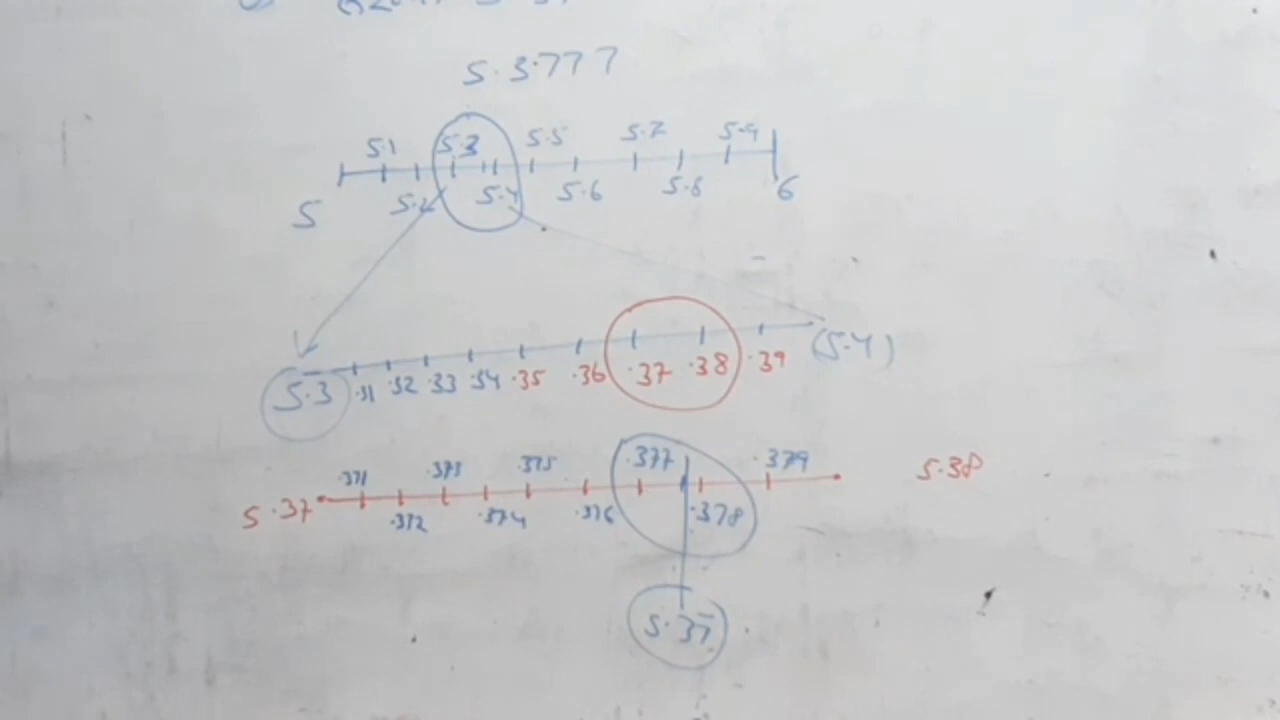 5.3.777
5.1 5.3 5.5 5.7 5.9
5 5.2 5.4 5.6 5.8 6
5.3 .31 .32 .33 .34 .35 .36 .37 .38 .39 (5.4)
.371 .373 .375 .377 .379 5.38
5.37 .372 .374 .376 .378
5.37̅